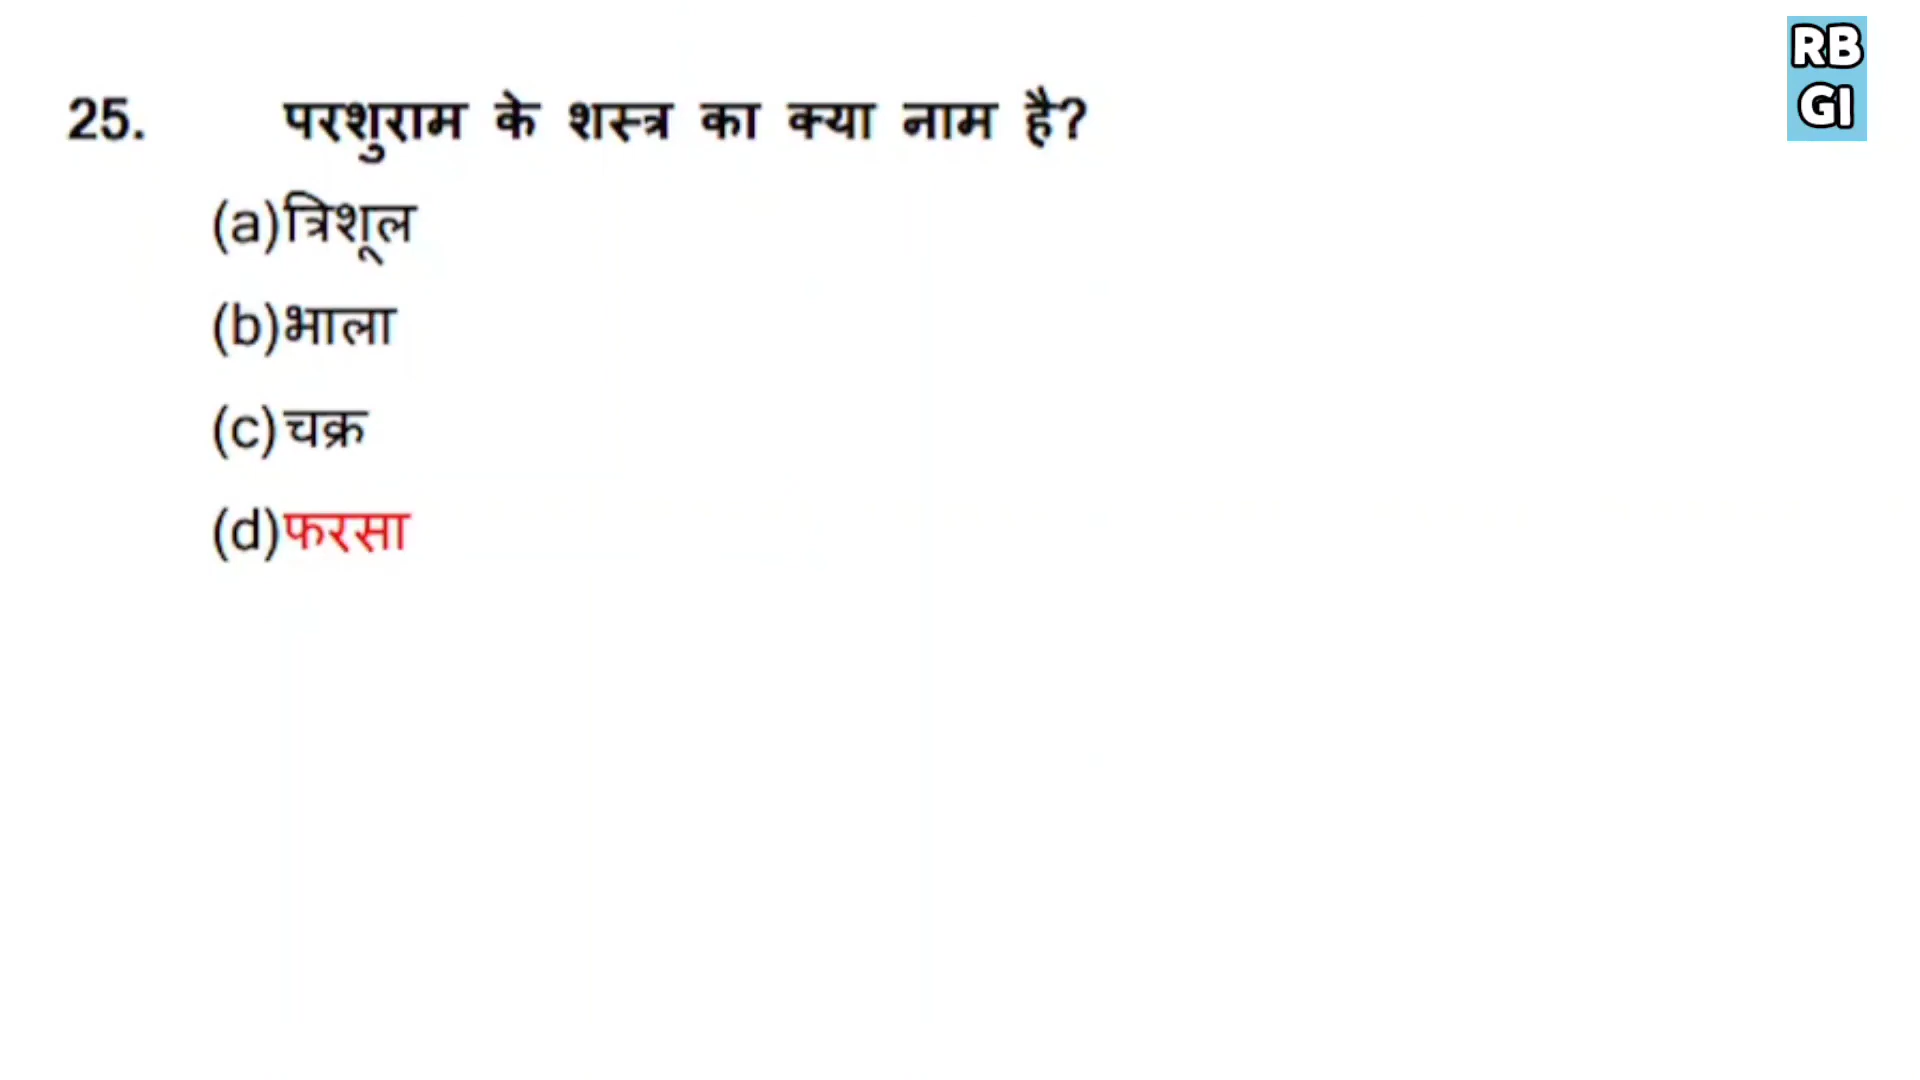 RB
GI
25. परशुराम के शस्त्र का क्या नाम है?
(a)त्रिशूल
(b)भाला
(c)चक्र
(d)फरसा